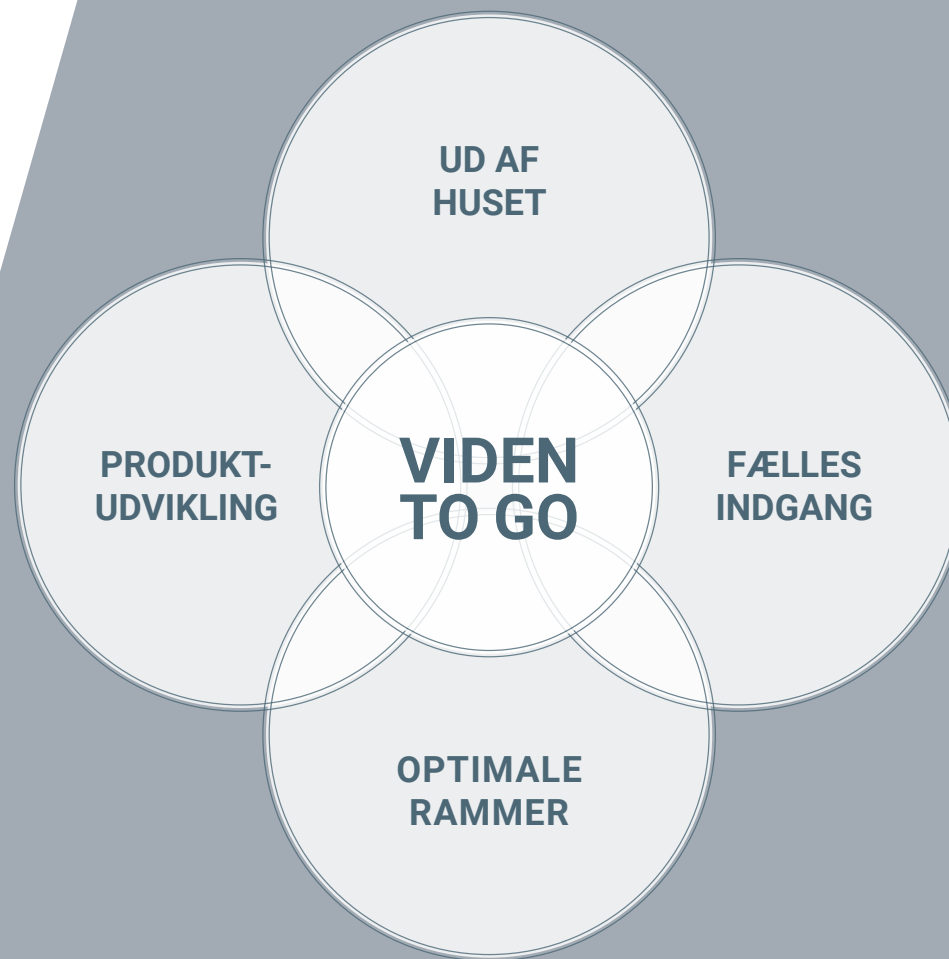 UD AF
HUSET
PRODUKT-
UDVIKLING
VIDEN
TO GO
FÆLLES
INDGANG
OPTIMALE
RAMMER